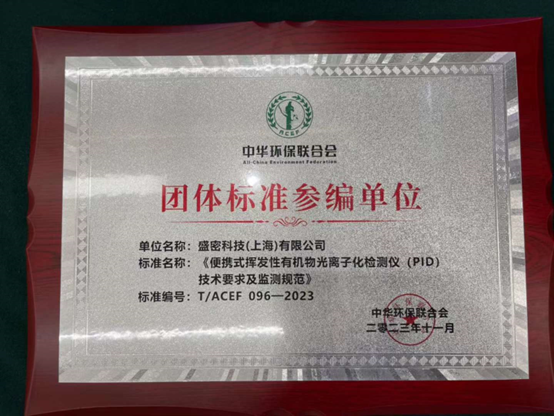 ACEF
中华环保联合会
All-China Environment Federation
团体标准参编单位
单位名称：盛密科技(上海)有限公司
标准名称：《便携式挥发性有机物光离子化检测仪（PID）
技术要求及监测规范》
标准编号：T/ACEF 096—2023
中华环保联合会
二零二三年十一月